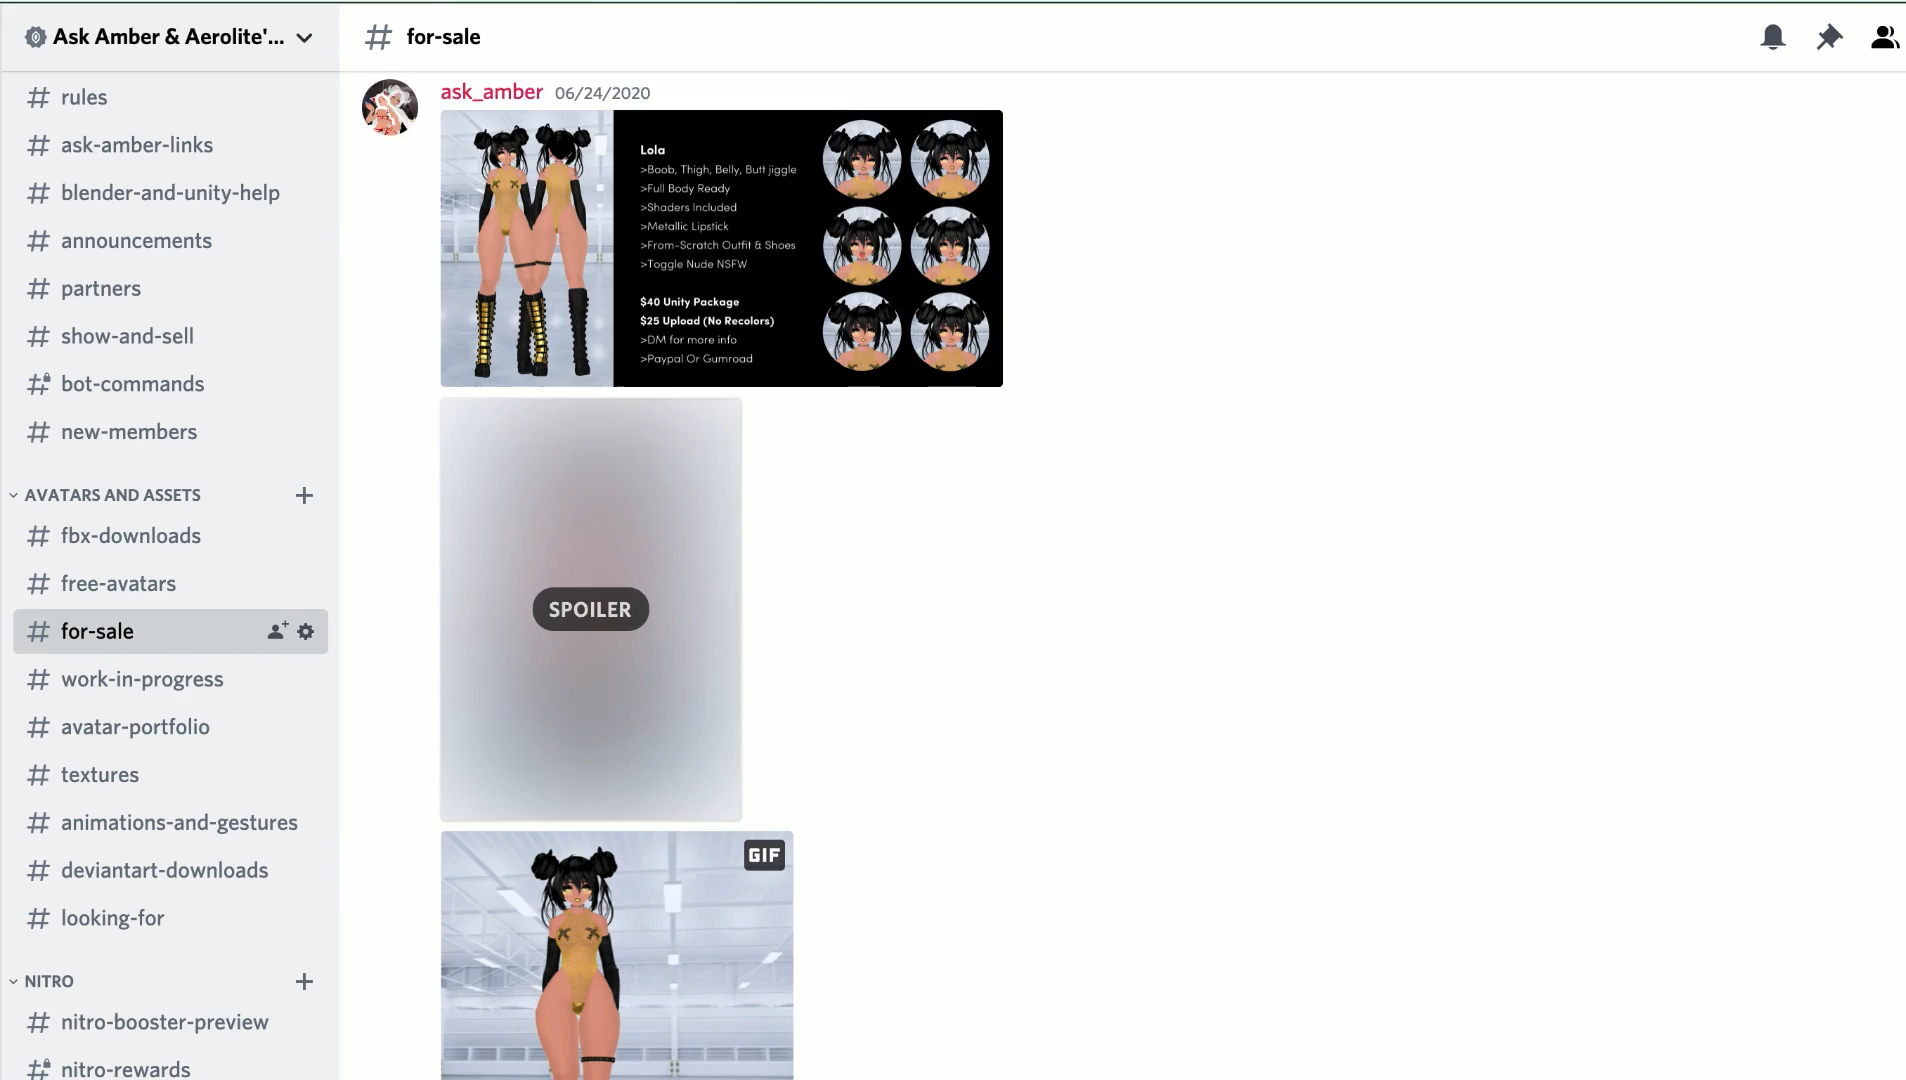 Ask Amber & Aerolite'...
rules
ask-amber-links
blender-and-unity-help
announcements
partners
show-and-sell
bot-commands
new-members
AVATARS AND ASSETS
fbx-downloads
free-avatars
for-sale
work-in-progress
avatar-portfolio
textures
animations-and-gestures
deviantart-downloads
looking-for
NITRO
nitro-booster-preview
nitro-rewards
for-sale
ask_amber 06/24/2020
Lola
>Boob, Thigh, Belly, Butt jiggle
>Full Body Ready
>Shaders Included
>Metallic Lipstick
>From-Scratch Outfit & Shoes
>Toggle Nude NSFW
$40 Unity Package
$25 Upload (No Recolors)
>DM for more info
>Paypal Or Gumroad
SPOILER
GIF